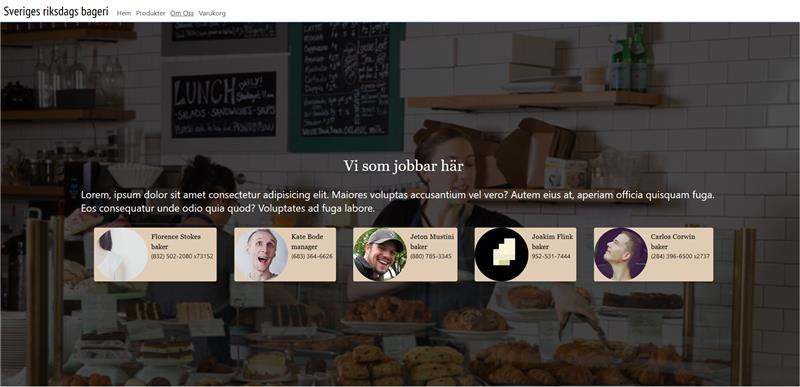 Sveriges riksdags bageri
Hem Produkter Om Oss Varukorg
LUNCH DAILY!
SALADS · SANDWICHES · SOUPS
Vi som jobbar här
Lorem, ipsum dolor sit amet consectetur adipisicing elit. Maiores voluptas accusantium vel vero? Autem eius at, aperiam officia quisquam fuga.
Eos consequatur unde odio quia quod? Voluptates ad fuga labore.
Florence Stokes
baker
(832) 502-2080 x73152
Kate Bode
manager
(683) 364-6626
Jeton Mustini
baker
(880) 785-3345
Joakim Flink
baker
952-531-7444
Carlos Corwin
baker
(284) 396-6500 x2737